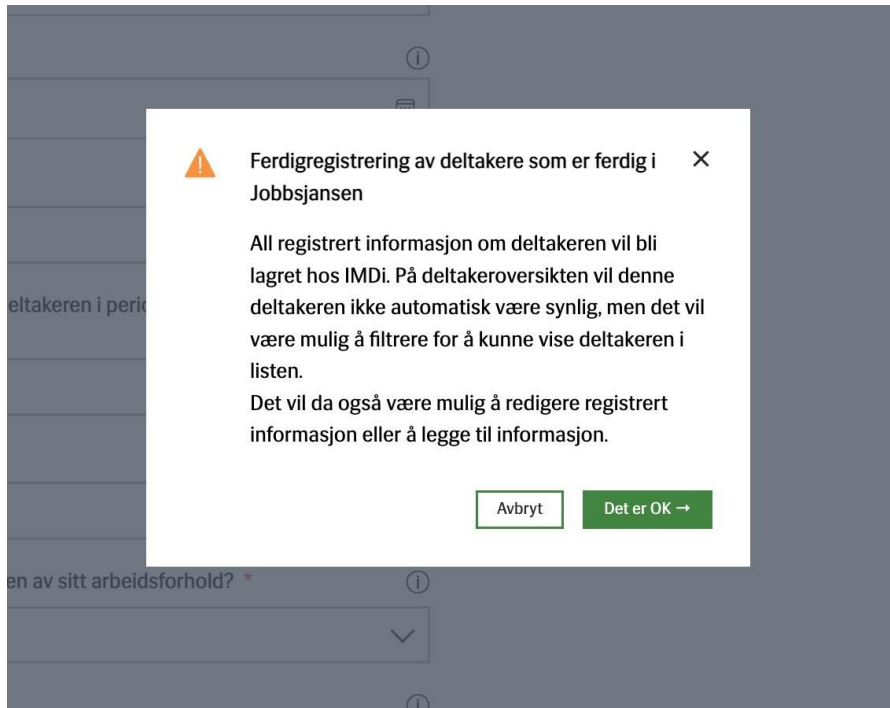 Ferdigregistrering av deltakere som er ferdig i
Jobbsjansen
All registrert informasjon om deltakeren vil bli
lagret hos IMDi. På deltakeroversikten vil denne
deltakeren ikke automatisk være synlig, men det vil
være mulig å filtrere for å kunne vise deltakeren i
listen.
Det vil da også være mulig å redigere registrert
informasjon eller å legge til informasjon.
Avbryt
Det er OK →
eltakeren i peri
en av sitt arbeidsforhold? *